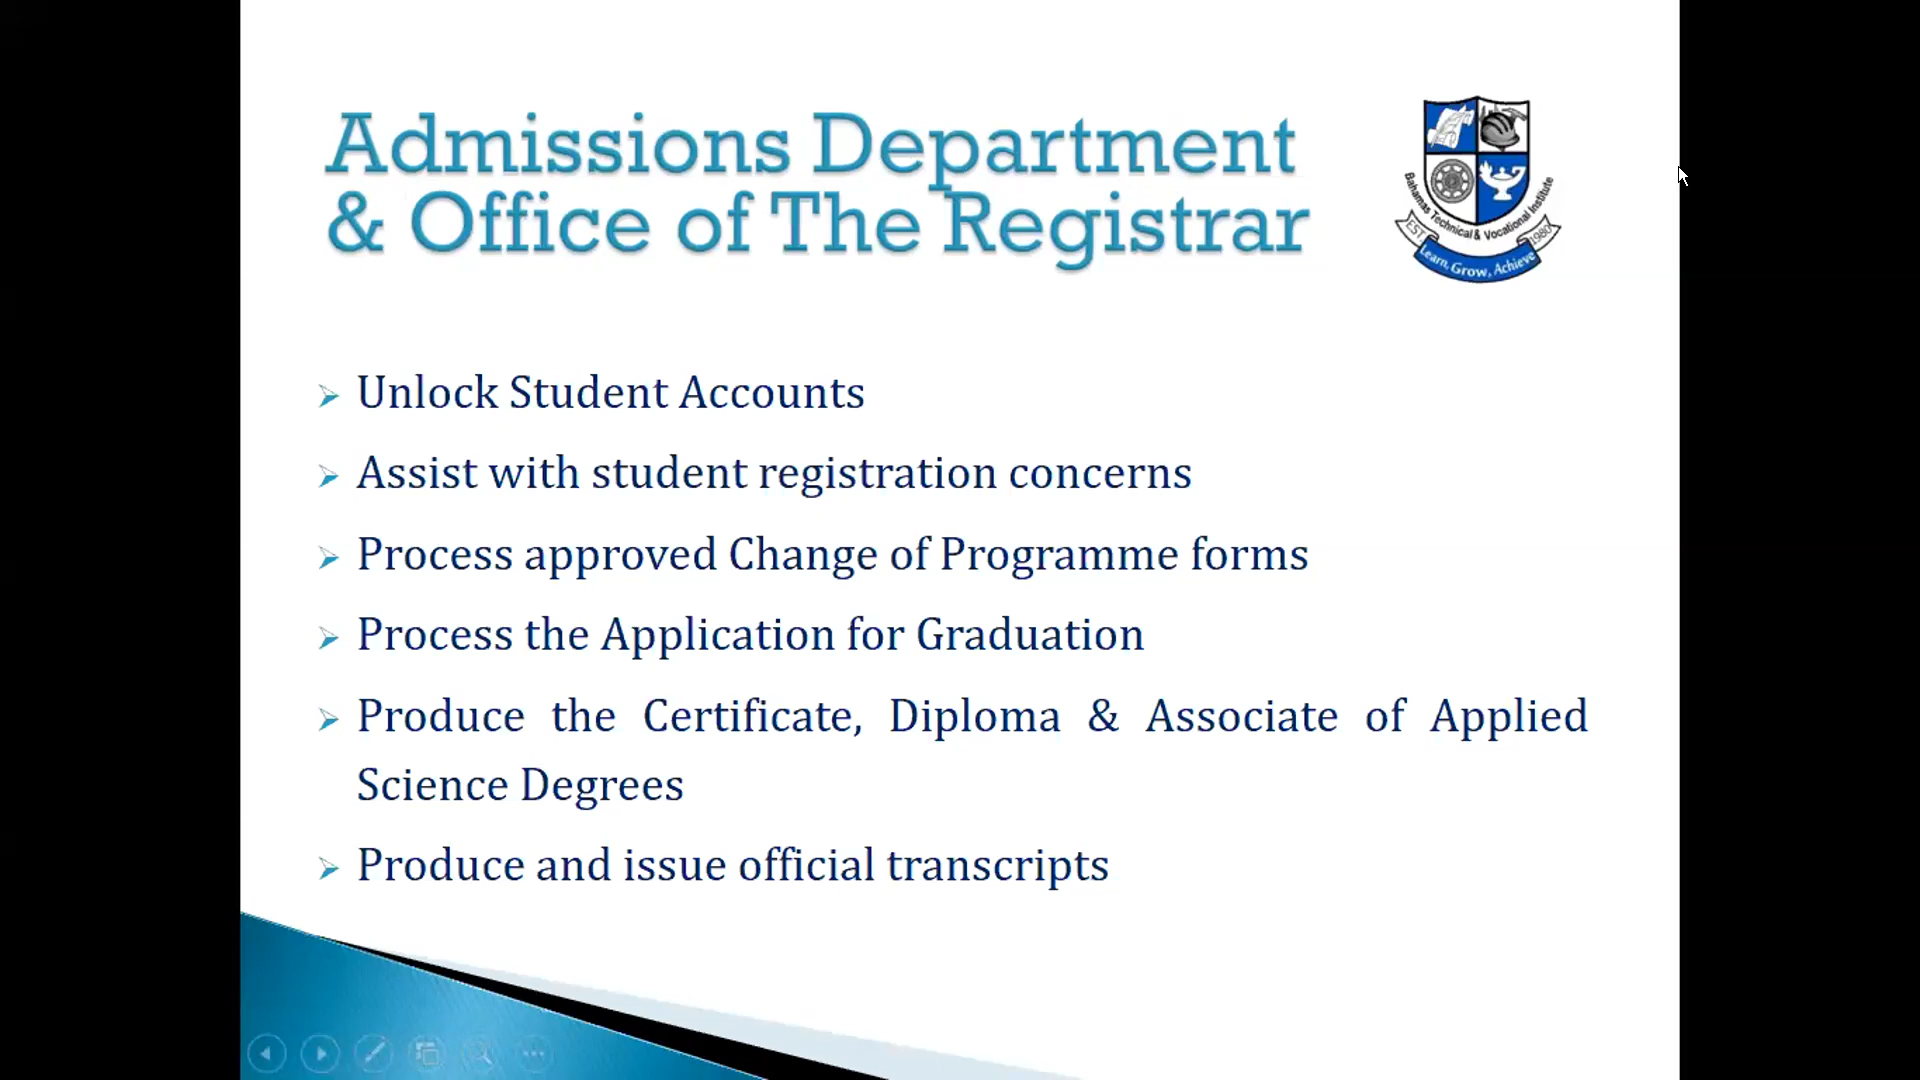 Admissions Department
& Office of The Registrar
Bahamas Technical & Vocational Institute
EST. 1980
Learn, Grow, Achieve
Unlock Student Accounts
Assist with student registration concerns
Process approved Change of Programme forms
Process the Application for Graduation
Produce the Certificate, Diploma & Associate of Applied
Science Degrees
Produce and issue official transcripts